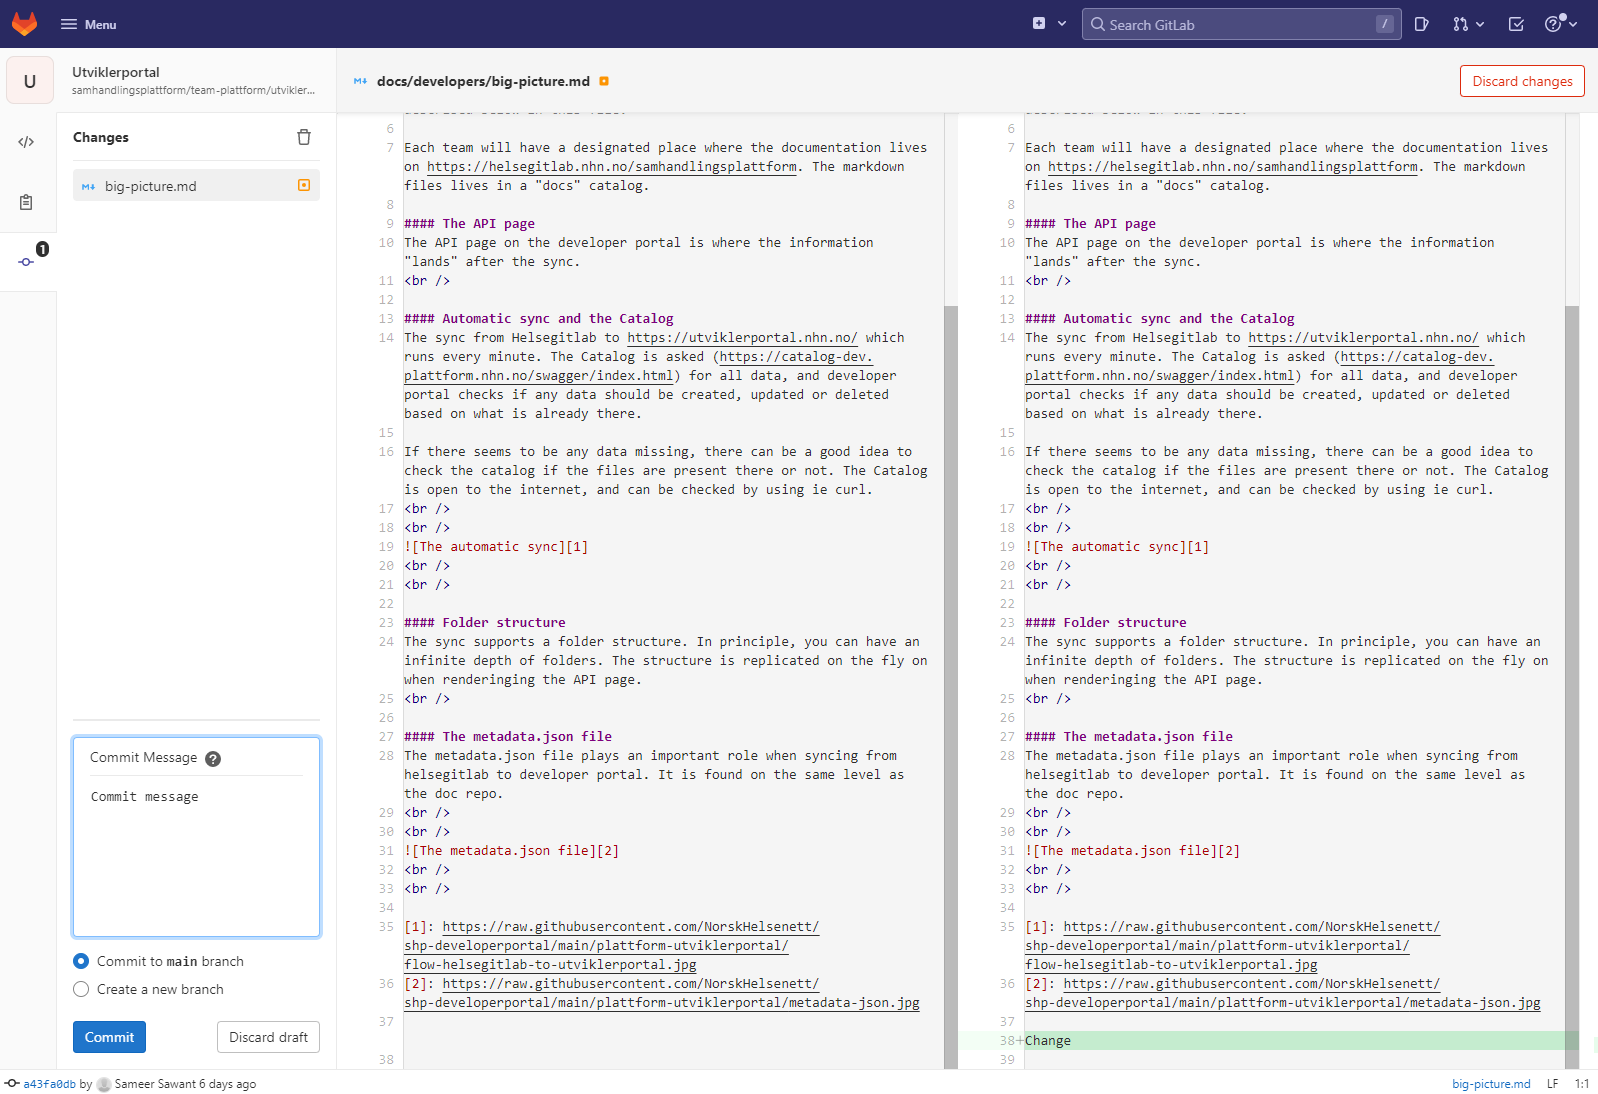 Menu
Search GitLab
/
U
Utviklerportal
samhandlingsplattform/team-plattform/utvikler...
docs/developers/big-picture.md
Discard changes
Changes
big-picture.md
1
Commit Message ?
Commit message
Commit to main branch
Create a new branch
Commit
Discard draft
6
7 Each team will have a designated place where the documentation lives
on https://helsegitlab.nhn.no/samhandlingsplattform. The markdown
files lives in a "docs" catalog.
8
9 #### The API page
10 The API page on the developer portal is where the information
"lands" after the sync.
11 <br />
12
13 #### Automatic sync and the Catalog
14 The sync from Helsegitlab to https://utviklerportal.nhn.no/ which
runs every minute. The Catalog is asked (https://catalog-dev.
plattform.nhn.no/swagger/index.html) for all data, and developer
portal checks if any data should be created, updated or deleted
based on what is already there.
15
16 If there seems to be any data missing, there can be a good idea to
check the catalog if the files are present there or not. The Catalog
is open to the internet, and can be checked by using ie curl.
17 <br />
18 <br />
19 ![The automatic sync][1]
20 <br />
21 <br />
22
23 #### Folder structure
24 The sync supports a folder structure. In principle, you can have an
infinite depth of folders. The structure is replicated on the fly on
when renderinging the API page.
25 <br />
26
27 #### The metadata.json file
28 The metadata.json file plays an important role when syncing from
helsegitlab to developer portal. It is found on the same level as
the doc repo.
29 <br />
30 <br />
31 ![The metadata.json file][2]
32 <br />
33 <br />
34
35 [1]: https://raw.githubusercontent.com/NorskHelsenett/
shp-developerportal/main/plattform-utviklerportal/
flow-helsegitlab-to-utviklerportal.jpg
36 [2]: https://raw.githubusercontent.com/NorskHelsenett/
shp-developerportal/main/plattform-utviklerportal/metadata-json.jpg
37
38
6
7 Each team will have a designated place where the documentation lives
on https://helsegitlab.nhn.no/samhandlingsplattform. The markdown
files lives in a "docs" catalog.
8
9 #### The API page
10 The API page on the developer portal is where the information
"lands" after the sync.
11 <br />
12
13 #### Automatic sync and the Catalog
14 The sync from Helsegitlab to https://utviklerportal.nhn.no/ which
runs every minute. The Catalog is asked (https://catalog-dev.
plattform.nhn.no/swagger/index.html) for all data, and developer
portal checks if any data should be created, updated or deleted
based on what is already there.
15
16 If there seems to be any data missing, there can be a good idea to
check the catalog if the files are present there or not. The Catalog
is open to the internet, and can be checked by using ie curl.
17 <br />
18 <br />
19 ![The automatic sync][1]
20 <br />
21 <br />
22
23 #### Folder structure
24 The sync supports a folder structure. In principle, you can have an
infinite depth of folders. The structure is replicated on the fly on
when renderinging the API page.
25 <br />
26
27 #### The metadata.json file
28 The metadata.json file plays an important role when syncing from
helsegitlab to developer portal. It is found on the same level as
the doc repo.
29 <br />
30 <br />
31 ![The metadata.json file][2]
32 <br />
33 <br />
34
35 [1]: https://raw.githubusercontent.com/NorskHelsenett/
shp-developerportal/main/plattform-utviklerportal/
flow-helsegitlab-to-utviklerportal.jpg
36 [2]: https://raw.githubusercontent.com/NorskHelsenett/
shp-developerportal/main/plattform-utviklerportal/metadata-json.jpg
37
38+Change
39
a43fa0db by Sameer Sawant 6 days ago
big-picture.md LF 1:1